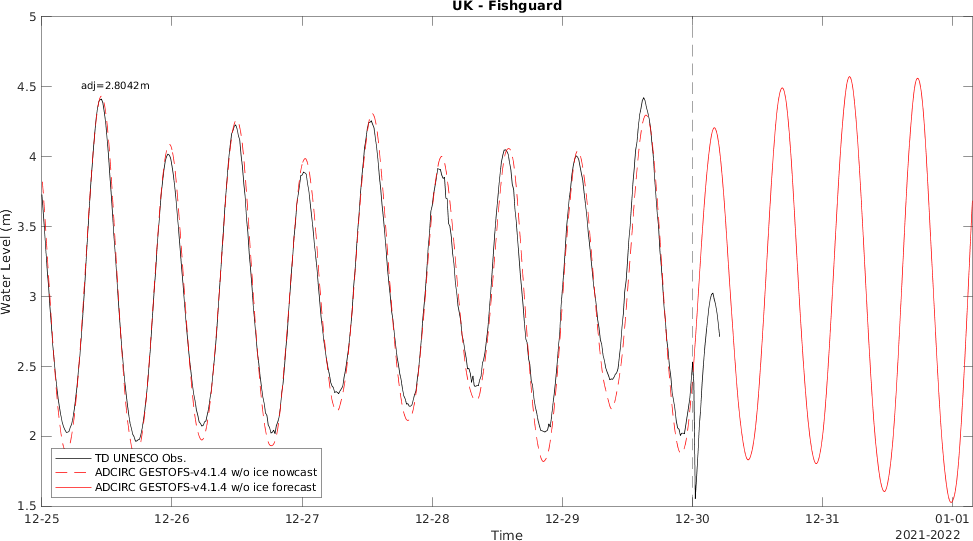 UK - Fishguard
5
adj=2.8042m
4.5
4
3.5
3
2.5
2
1.5
Water Level (m)
TD UNESCO Obs.
ADCIRC GESTOFS-v4.1.4 w/o ice nowcast
ADCIRC GESTOFS-v4.1.4 w/o ice forecast
12-25 12-26 12-27 12-28 12-29 12-30 12-31 01-01
Time
2021-2022